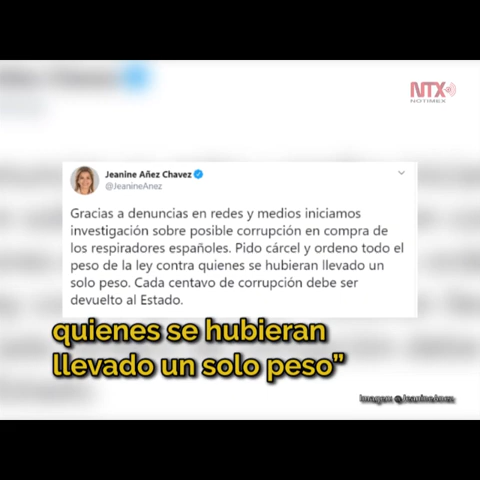 NTX
NOTIMEX
Jeanine Añez Chavez
@JeanineAnez
Gracias a denuncias en redes y medios iniciamos
investigación sobre posible corrupción en compra de
los respiradores españoles. Pido cárcel y ordeno todo el
peso de la ley contra quienes se hubieran llevado un
solo peso. Cada centavo de corrupción debe ser
devuelto al Estado.
quienes se hubieran
llevado un solo peso”
Imagen @JeanineAnez